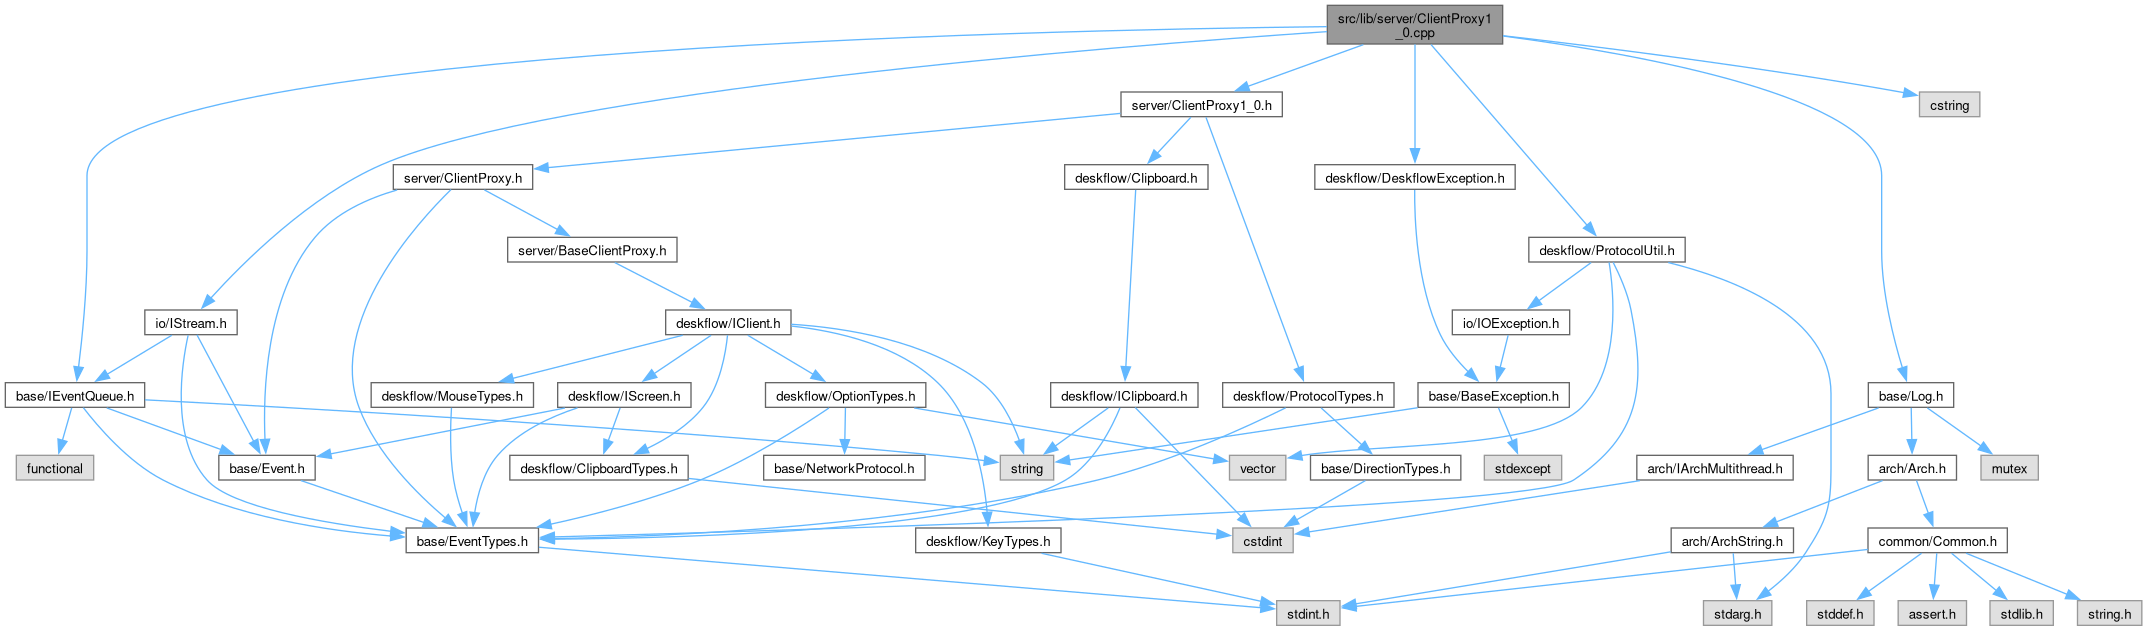 src/lib/server/ClientProxy1
_0.cpp
server/ClientProxy1_0.h
cstring
server/ClientProxy.h
deskflow/Clipboard.h
deskflow/DeskflowException.h
server/BaseClientProxy.h
deskflow/ProtocolUtil.h
io/IStream.h
deskflow/IClient.h
io/IOException.h
base/IEventQueue.h
deskflow/MouseTypes.h
deskflow/IScreen.h
deskflow/OptionTypes.h
deskflow/IClipboard.h
deskflow/ProtocolTypes.h
base/BaseException.h
base/Log.h
functional
base/Event.h
deskflow/ClipboardTypes.h
base/NetworkProtocol.h
string
vector
base/DirectionTypes.h
stdexcept
arch/IArchMultithread.h
arch/Arch.h
mutex
base/EventTypes.h
deskflow/KeyTypes.h
cstdint
arch/ArchString.h
common/Common.h
stdint.h
stdarg.h
stddef.h
assert.h
stdlib.h
string.h